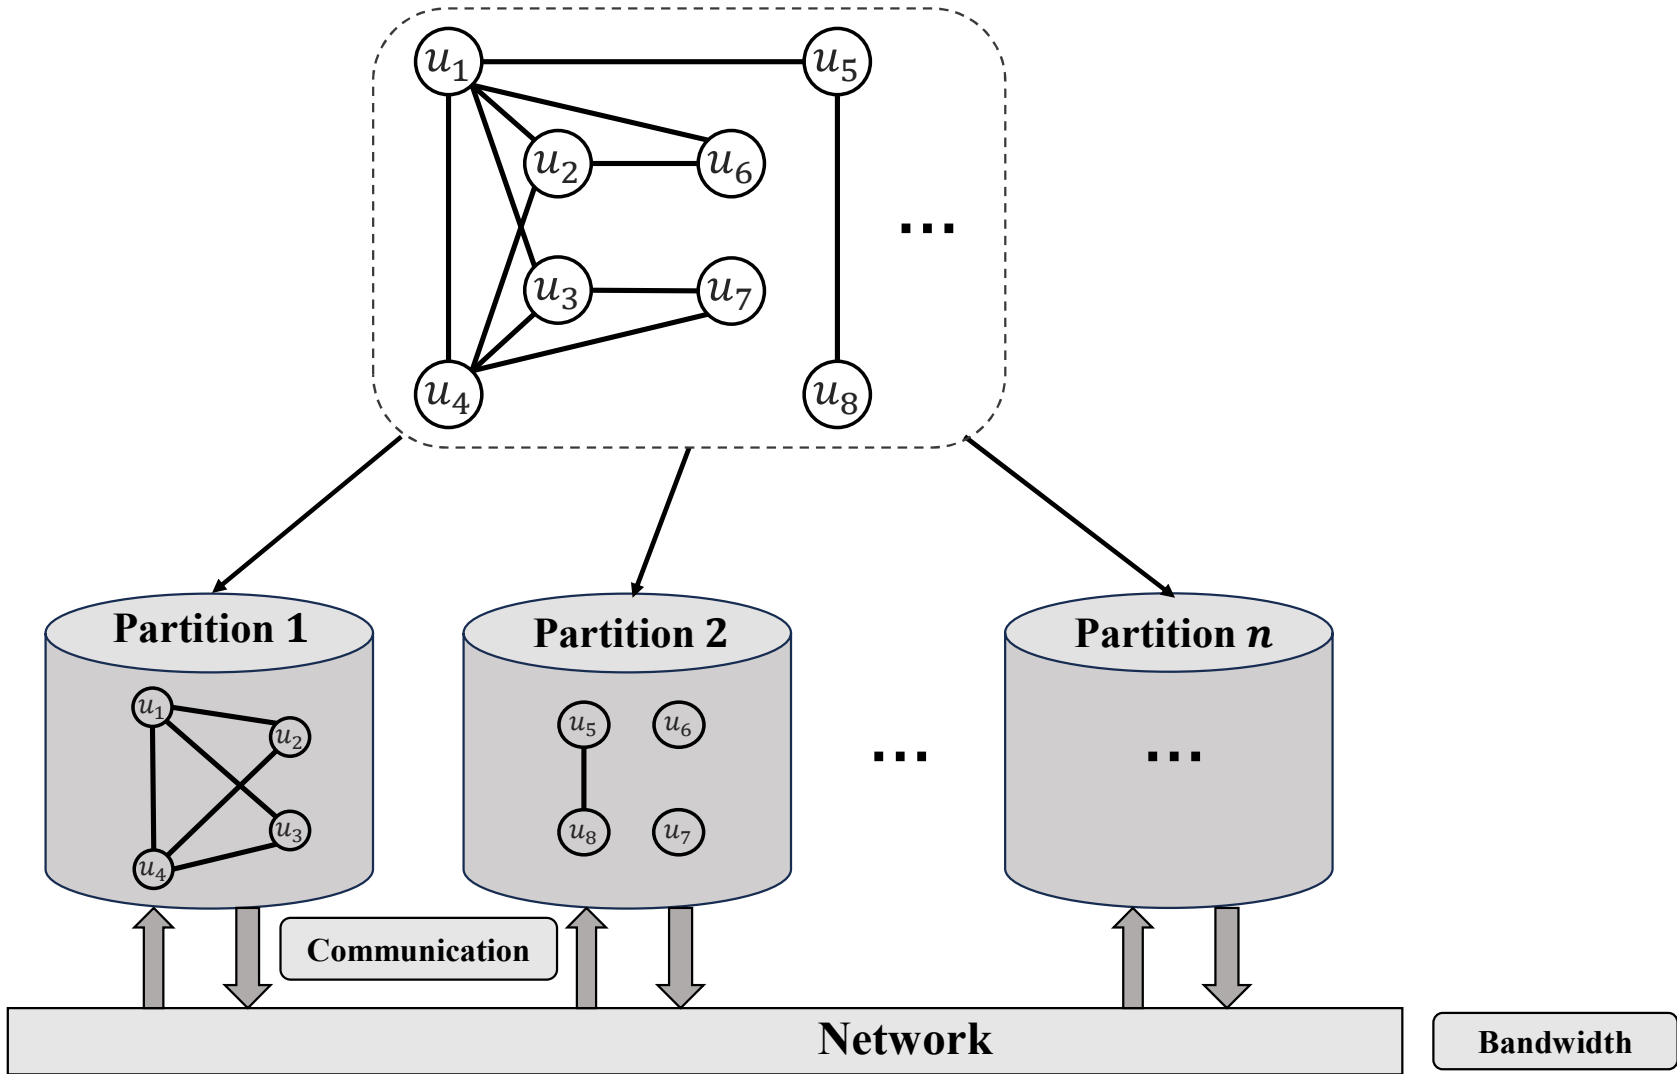 u1 u5
u2 u6
...
u3 u7
u4 u8
Partition 1
Partition 2
Partition n
u1
u2
u3
u4
u5 u6
u8 u7
...
...
Communication
Network
Bandwidth